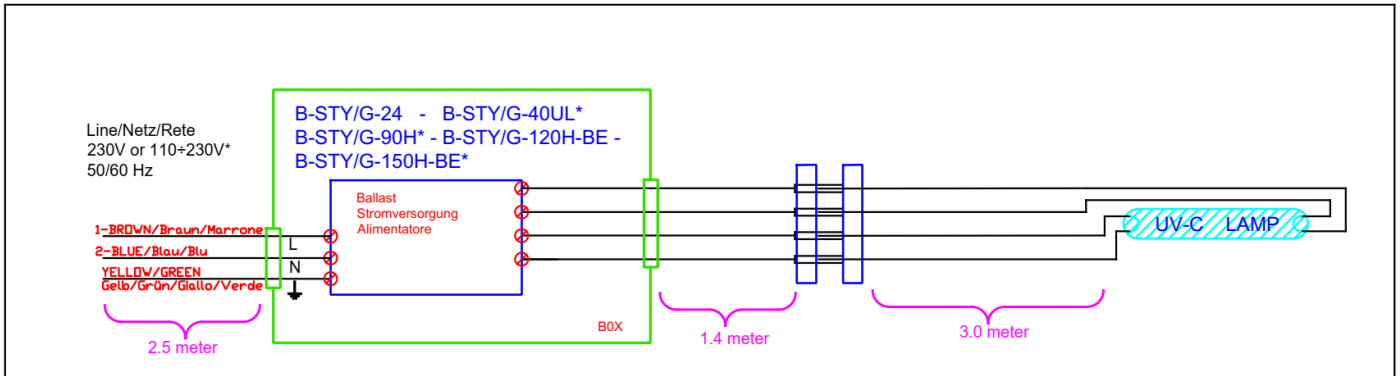 Line/Netz/Rete
230V or 110÷230V*
50/60 Hz
B-STY/G-24 - B-STY/G-40UL*
B-STY/G-90H* - B-STY/G-120H-BE -
B-STY/G-150H-BE*
Ballast
Stromversorgung
Alimentatore
1-BROWN/Braun/Marrone
L
2-BLUE/Blau/Blu
N
YELLOW/GREEN
Gelb/Grün/Giallo/Verde
UV-C LAMP
B0X
2.5 meter
1.4 meter
3.0 meter